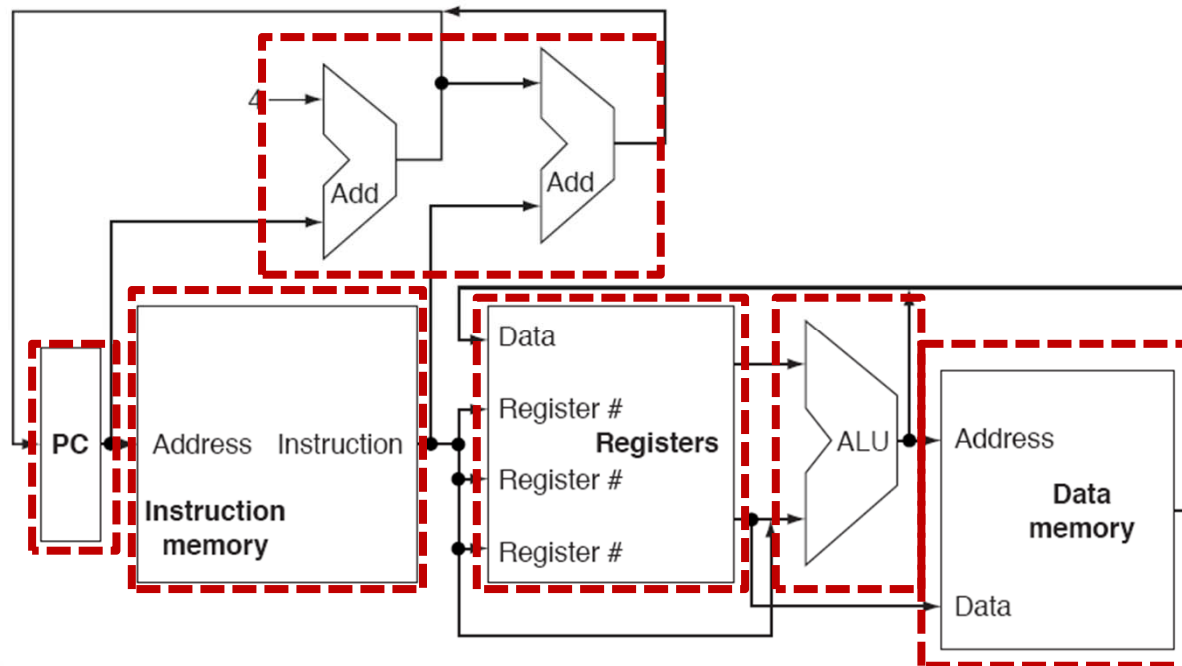 4
Add
Add
PC
Address
Instruction
Instruction
memory
Data
Register #
Registers
Register #
Register #
ALU
Address
Data
memory
Data